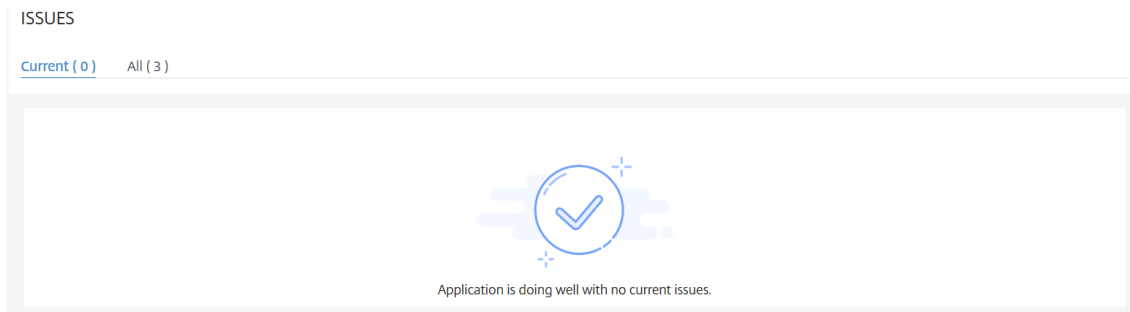 ISSUES
Current ( 0 ) All ( 3 )
Application is doing well with no current issues.